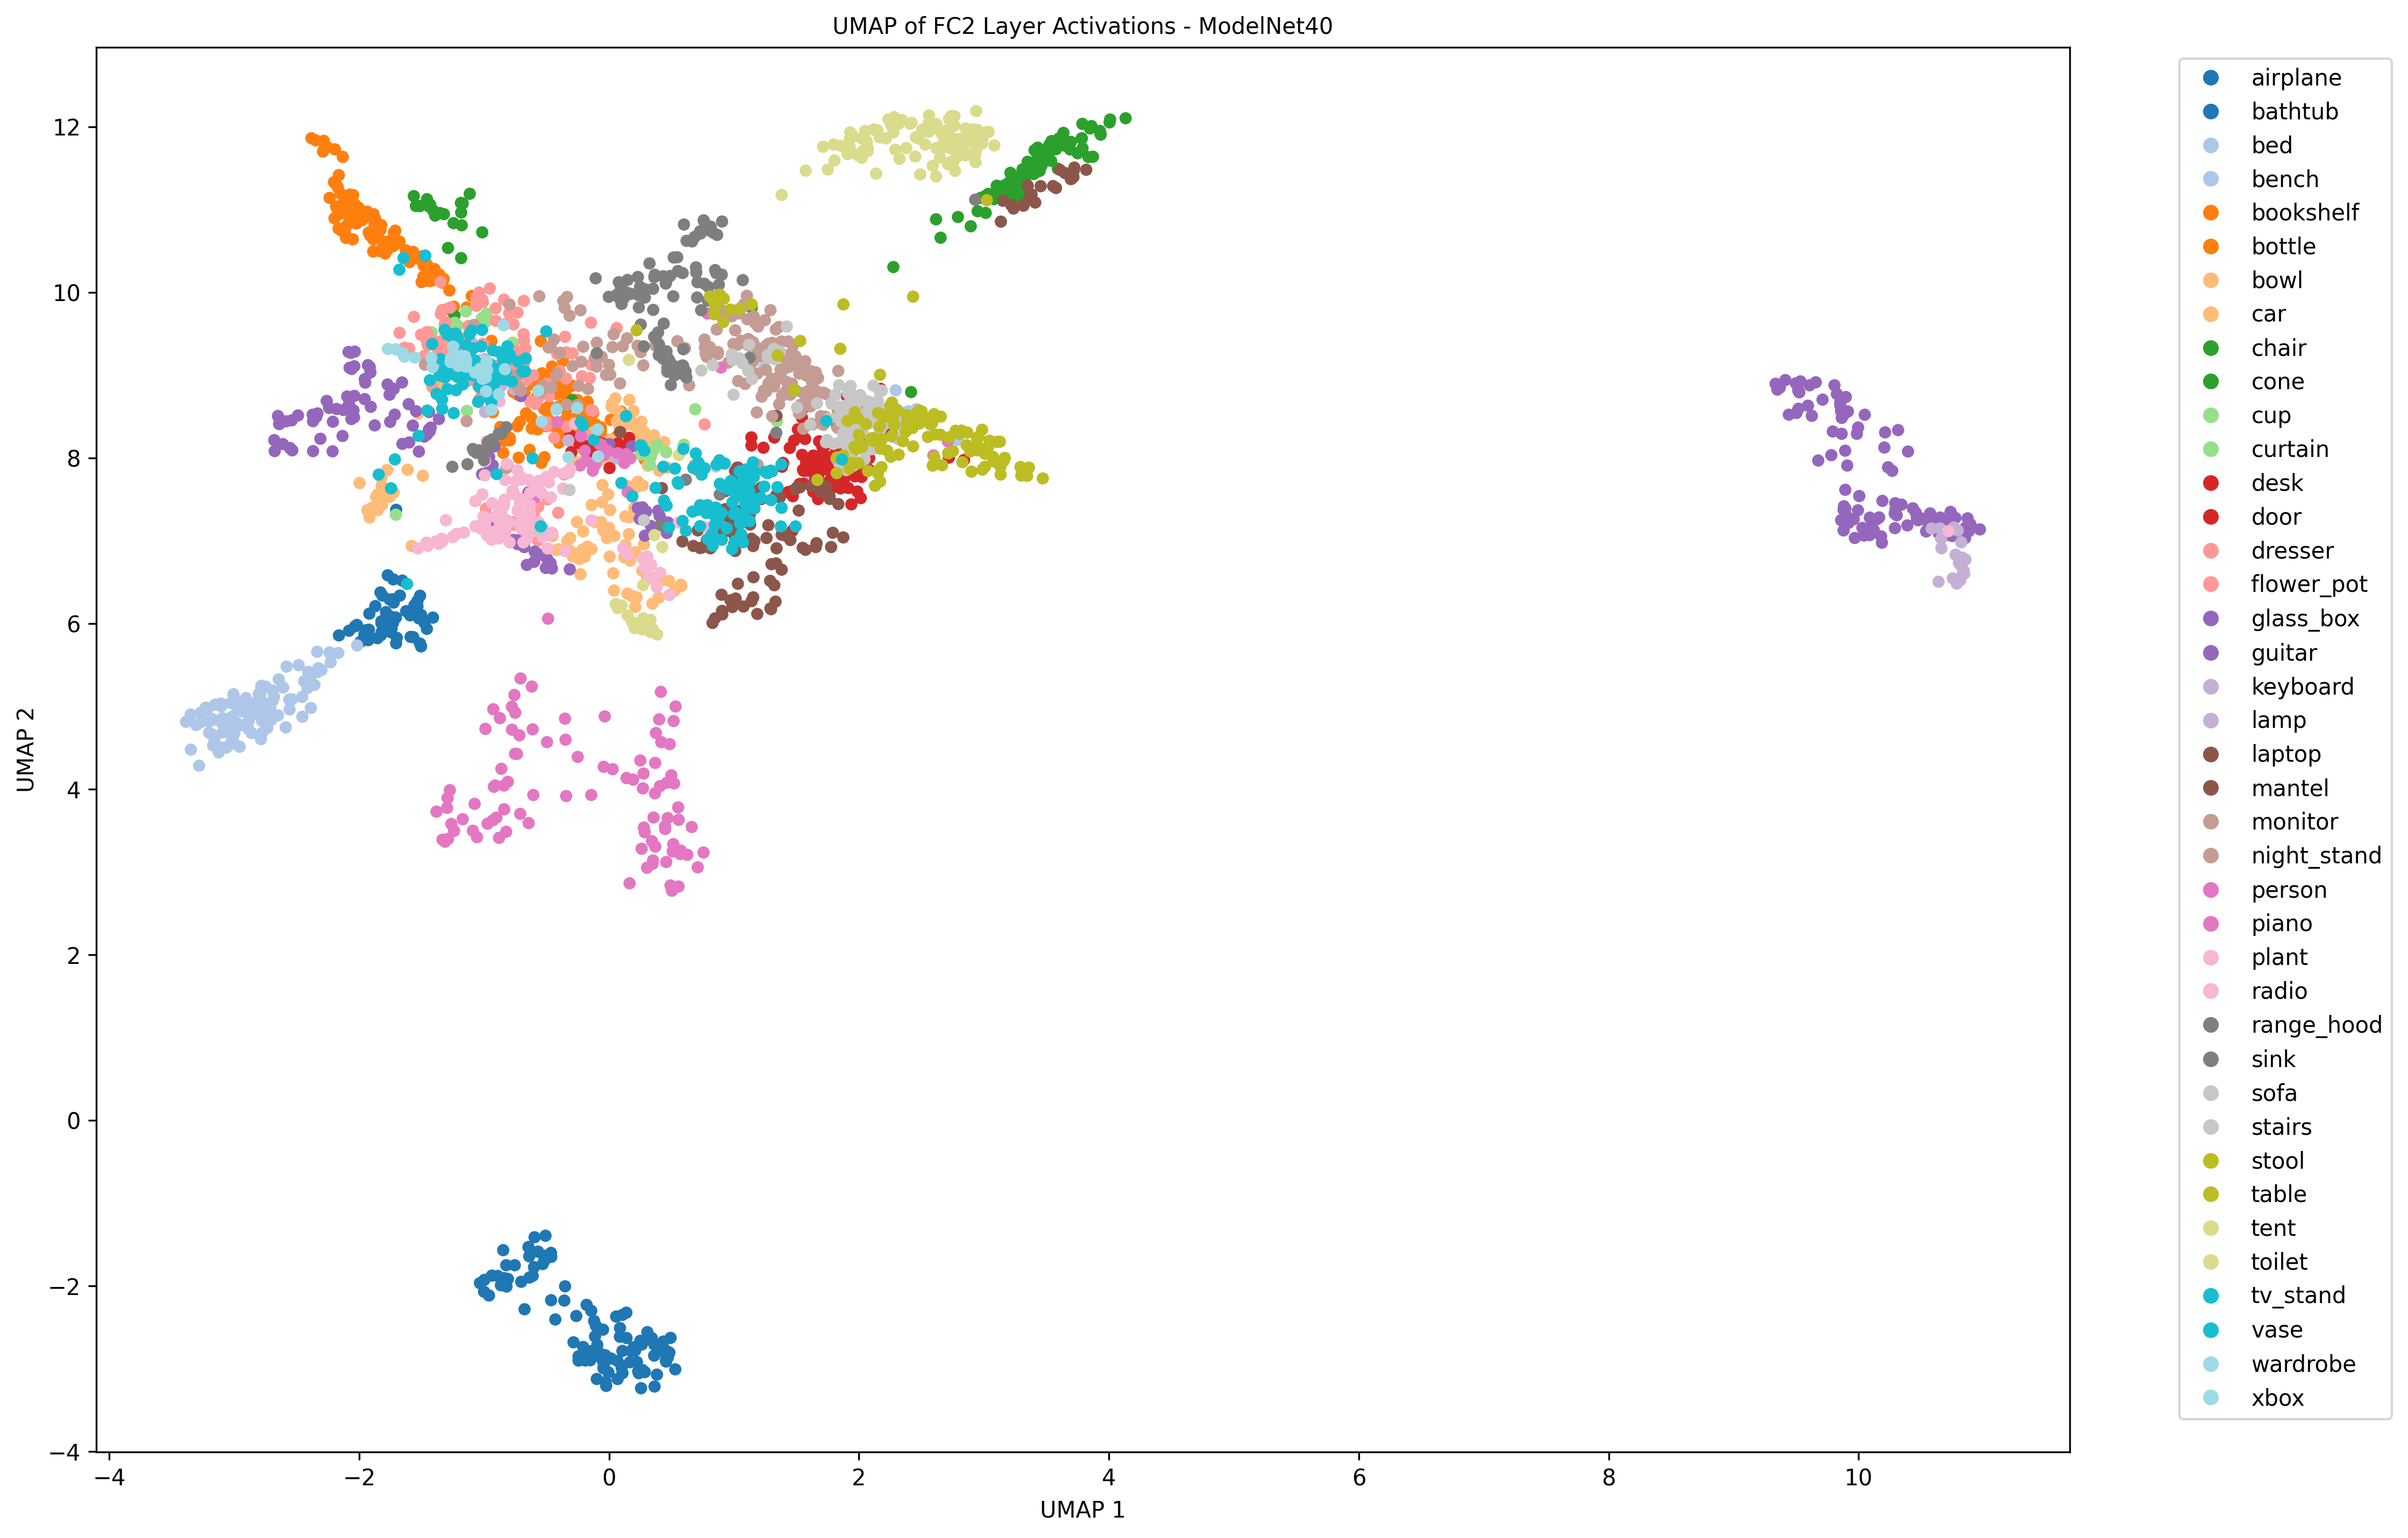 UMAP of FC2 Layer Activations - ModelNet40
12
10
8
6
4
2
0
−2
−4
UMAP 2
−4
−2
0
2
4
6
8
10
UMAP 1
airplane
bathtub
bed
bench
bookshelf
bottle
bowl
car
chair
cone
cup
curtain
desk
door
dresser
flower_pot
glass_box
guitar
keyboard
lamp
laptop
mantel
monitor
night_stand
person
piano
plant
radio
range_hood
sink
sofa
stairs
stool
table
tent
toilet
tv_stand
vase
wardrobe
xbox